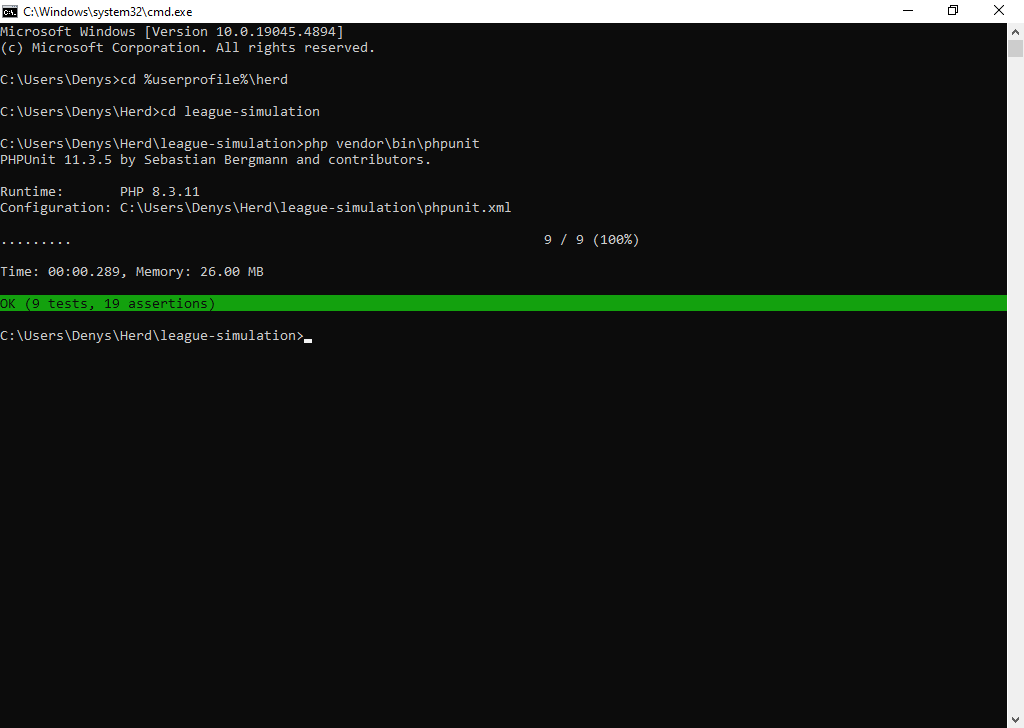 C:\Windows\system32\cmd.exe
Microsoft Windows [Version 10.0.19045.4894]
(c) Microsoft Corporation. All rights reserved.
C:\Users\Denys>cd %userprofile%\herd
C:\Users\Denys\Herd>cd league-simulation
C:\Users\Denys\Herd\league-simulation>php vendor\bin\phpunit
PHPUnit 11.3.5 by Sebastian Bergmann and contributors.
Runtime:       PHP 8.3.11
Configuration: C:\Users\Denys\Herd\league-simulation\phpunit.xml
.........                                                           9 / 9 (100%)
Time: 00:00.289, Memory: 26.00 MB
OK (9 tests, 19 assertions)
C:\Users\Denys\Herd\league-simulation>